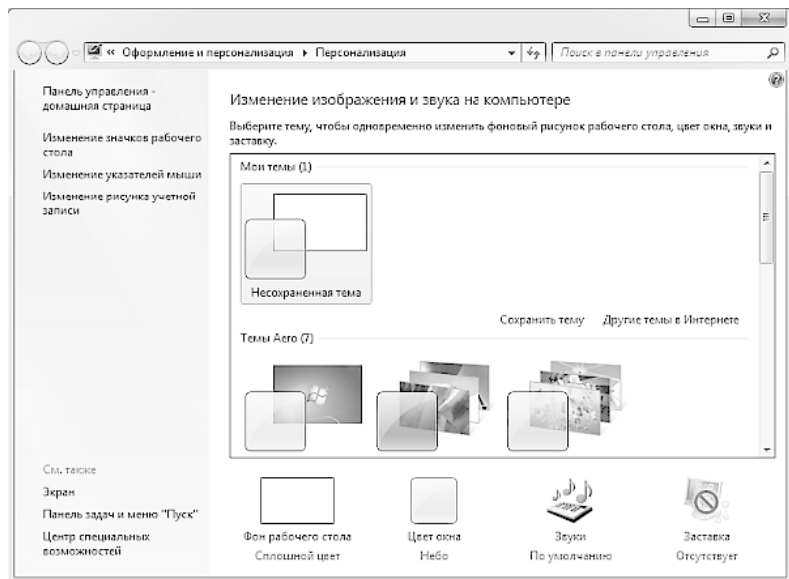 « Оформление и персонализация ▸ Персонализация
Поиск в панели управления
Панель управления -
домашняя страница
Изменение значков рабочего
стола
Изменение указателей мыши
Изменение рисунка учетной
записи
См. также
Экран
Панель задач и меню "Пуск"
Центр специальных
возможностей
Изменение изображения и звука на компьютере
Выберите тему, чтобы одновременно изменить фоновый рисунок рабочего стола, цвет окна, звуки и
заставку.
Мои темы (1)
Несохраненная тема
Сохранить тему
Другие темы в Интернете
Темы Aero (7)
Фон рабочего стола
Сплошной цвет
Цвет окна
Небо
Звуки
По умолчанию
Заставка
Отсутствует